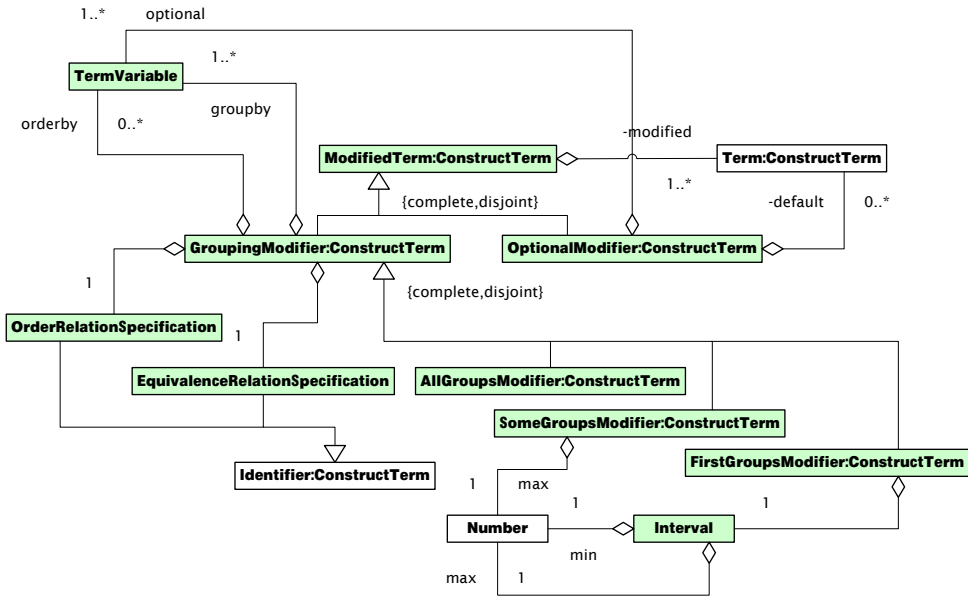 1..* optional
1..*
TermVariable
groupby
orderby 0..*
-modified
ModifiedTerm:ConstructTerm
Term:ConstructTerm
1..*
{complete,disjoint}
-default 0..*
GroupingModifier:ConstructTerm
OptionalModifier:ConstructTerm
1
{complete,disjoint}
OrderRelationSpecification
1
EquivalenceRelationSpecification
AllGroupsModifier:ConstructTerm
SomeGroupsModifier:ConstructTerm
FirstGroupsModifier:ConstructTerm
Identifier:ConstructTerm
1 max
1
1
Number
Interval
min
max 1